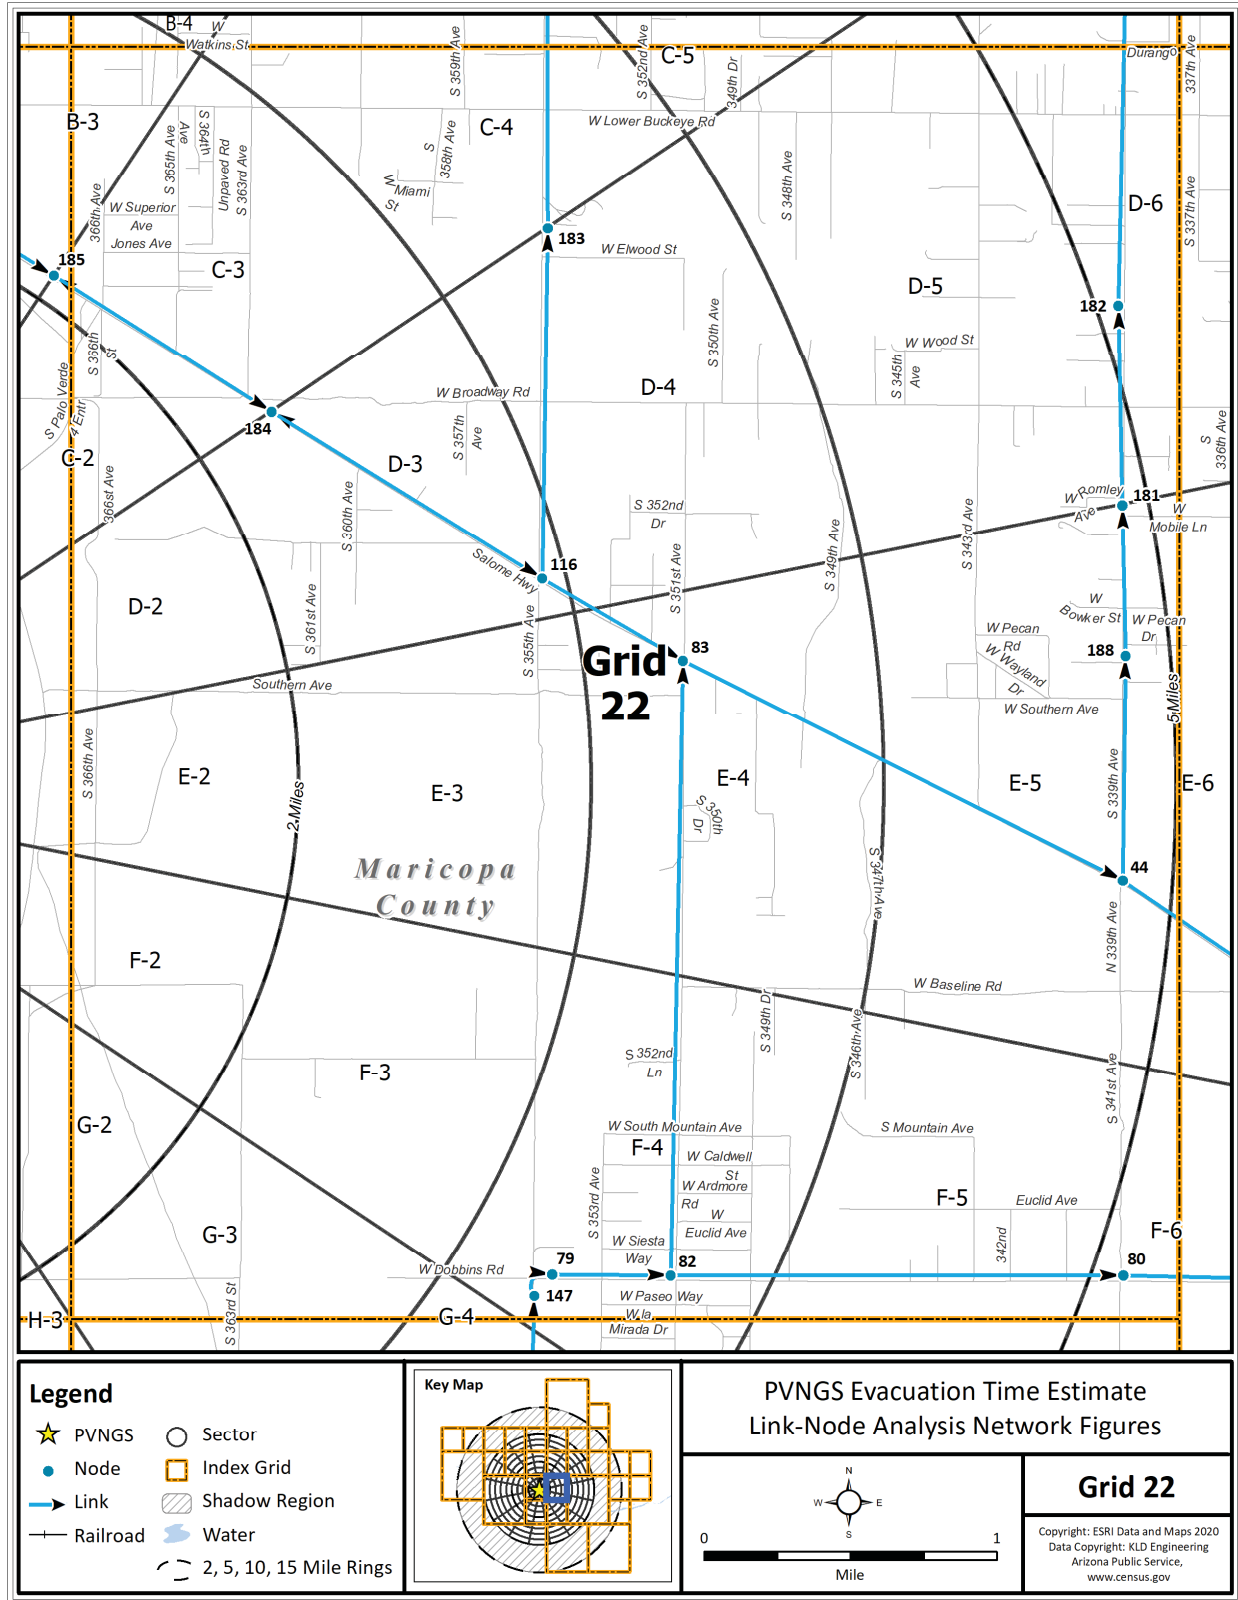 B-4
W
Watkins St
S 359th Ave
S 352nd Ave
C-5
349th Dr
Durango
337th Ave
B-3
S 365th Ave
Ave
S 364th
Unpaved Rd
S 363rd Ave
C-4
S
358th Ave
W Lower Buckeye Rd
W
Miami
St
S 348th Ave
S 337th Ave
D-6
366th Ave
W Superior
Ave
Jones Ave
183
W Elwood St
185
C-3
D-5
182
S 366th
St
S 350th Ave
W Wood St
S 345th
Ave
D-4
W Broadway Rd
S Palo Verde
4 Entr
184
S 357th
Ave
S
336th Ave
C-2
D-3
366st Ave
S 360th Ave
W
Romley
Ave
181
W
Mobile Ln
S 352nd
Dr
S 343rd Ave
Salome Hwy
116
S 351st Ave
S 349th Ave
D-2
S 361st Ave
S 355th Ave
W
Bowker St
W Pecan
Dr
W Pecan
Rd
W Wayland
Dr
188
83
Grid
22
Southern Ave
W Southern Ave
5 Miles
S 366th Ave
E-2
2 Miles
E-3
E-4
S 350th
Dr
S 339th Ave
E-5
E-6
Maricopa
County
S 347th Ave
44
N 339th Ave
F-2
W Baseline Rd
S 349th Dr
S 346th Ave
S 352nd
Ln
F-3
S 341st Ave
G-2
W South Mountain Ave
S Mountain Ave
F-4
W Caldwell
St
W Ardmore
Rd
S 353rd Ave
W
Euclid Ave
F-5
Euclid Ave
342nd
F-6
G-3
W Siesta
Way
79
82
80
W Dobbins Rd
147
W Paseo Way
S 363rd St
H-3
G-4
W la
Mirada Dr
Legend
PVNGS
Sector
Node
Index Grid
Link
Shadow Region
Railroad
Water
2, 5, 10, 15 Mile Rings
Key Map
PVNGS Evacuation Time Estimate
Link-Node Analysis Network Figures
N
W
E
S
0
1
Mile
Grid 22
Copyright: ESRI Data and Maps 2020
Data Copyright: KLD Engineering
Arizona Public Service,
www.census.gov